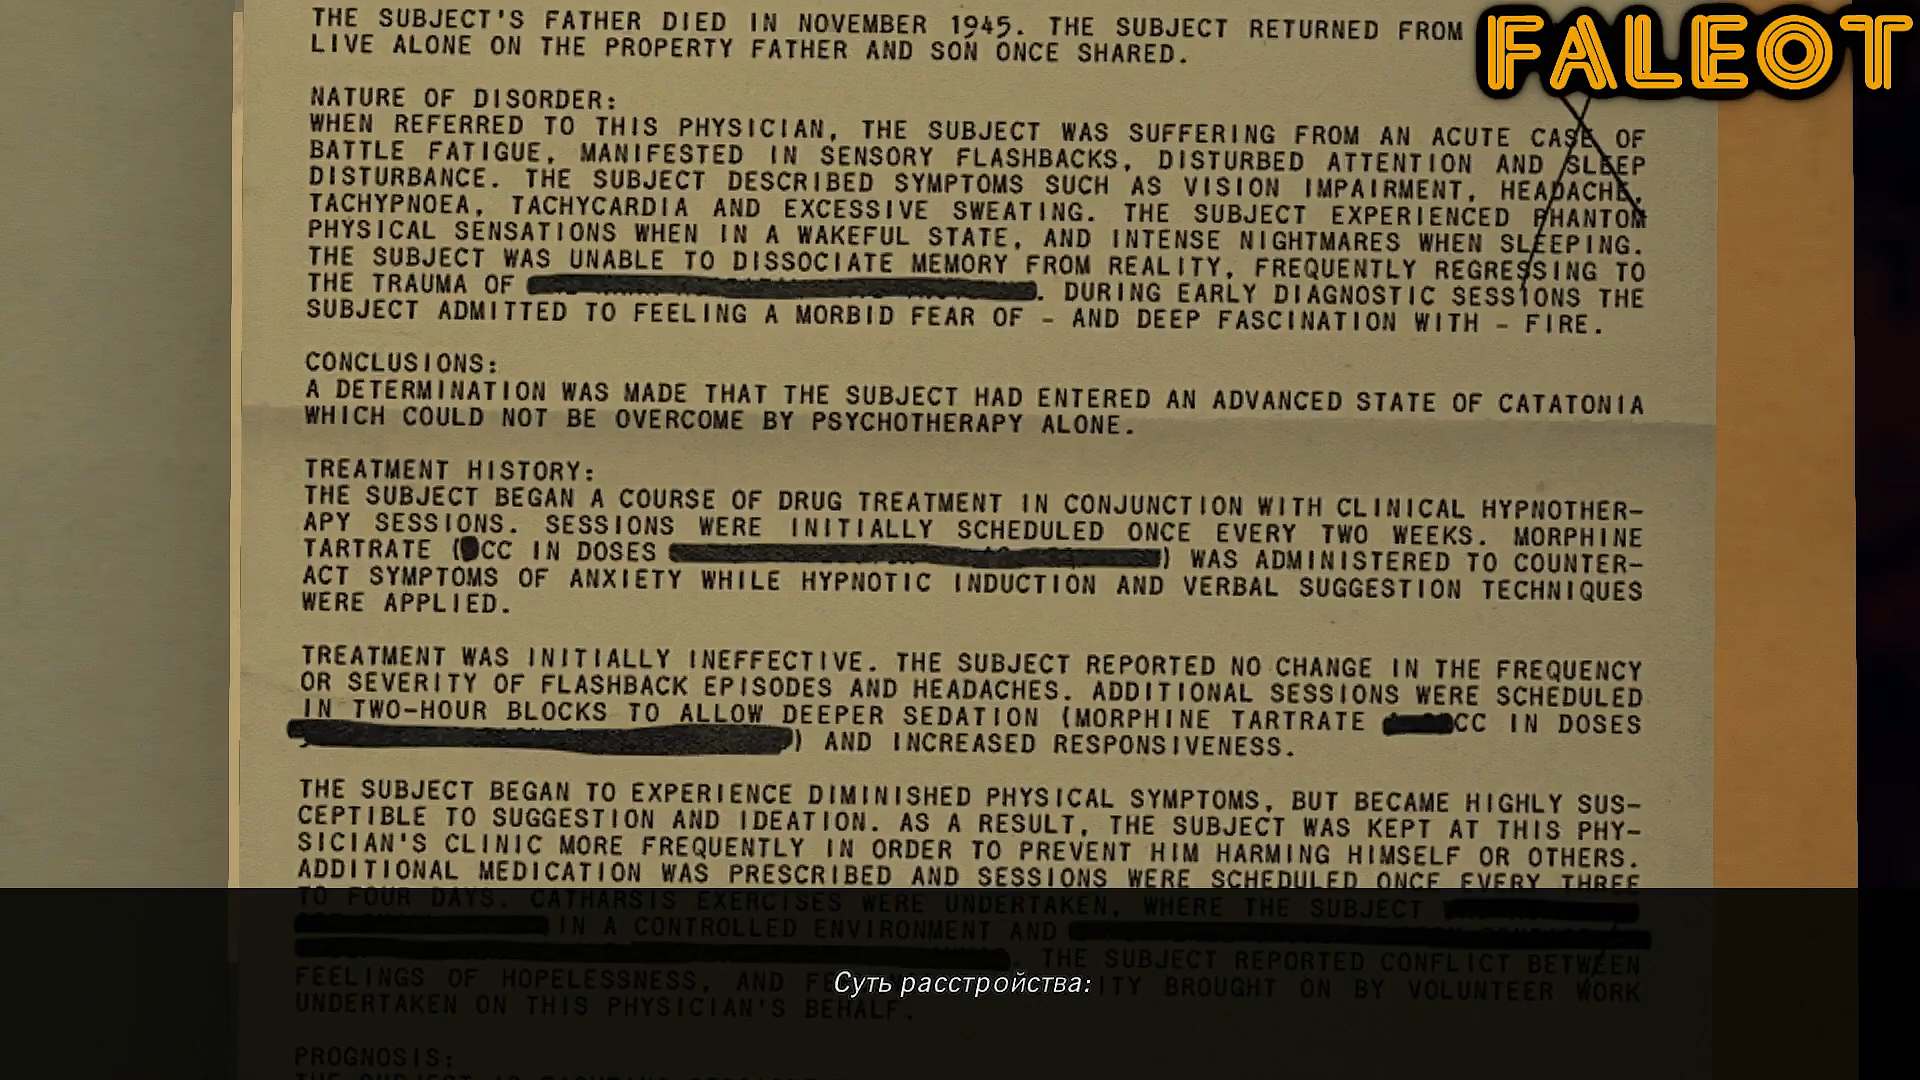 THE SUBJECT'S FATHER DIED IN NOVEMBER 1945. THE SUBJECT RETURNED FROM
FALEOT
LIVE ALONE ON THE PROPERTY FATHER AND SON ONCE SHARED.
NATURE OF DISORDER:
WHEN REFERRED TO THIS PHYSICIAN, THE SUBJECT WAS SUFFERING FROM AN ACUTE CASE OF
BATTLE FATIGUE, MANIFESTED IN SENSORY FLASHBACKS, DISTURBED ATTENTION AND SLEEP
DISTURBANCE. THE SUBJECT DESCRIBED SYMPTOMS SUCH AS VISION IMPAIRMENT, HEADACHE,
TACHYPNOEA, TACHYCARDIA AND EXCESSIVE SWEATING. THE SUBJECT EXPERIENCED PHANTOM
PHYSICAL SENSATIONS WHEN IN A WAKEFUL STATE, AND INTENSE NIGHTMARES WHEN SLEEPING.
THE SUBJECT WAS UNABLE TO DISSOCIATE MEMORY FROM REALITY, FREQUENTLY REGRESSING TO
THE TRAUMA OF . DURING EARLY DIAGNOSTIC SESSIONS THE
SUBJECT ADMITTED TO FEELING A MORBID FEAR OF - AND DEEP FASCINATION WITH - FIRE.
CONCLUSIONS:
A DETERMINATION WAS MADE THAT THE SUBJECT HAD ENTERED AN ADVANCED STATE OF CATATONIA
WHICH COULD NOT BE OVERCOME BY PSYCHOTHERAPY ALONE.
TREATMENT HISTORY:
THE SUBJECT BEGAN A COURSE OF DRUG TREATMENT IN CONJUNCTION WITH CLINICAL HYPNOTHER-
APY SESSIONS. SESSIONS WERE INITIALLY SCHEDULED ONCE EVERY TWO WEEKS. MORPHINE
TARTRATE ( CC IN DOSES ) WAS ADMINISTERED TO COUNTER-
ACT SYMPTOMS OF ANXIETY WHILE HYPNOTIC INDUCTION AND VERBAL SUGGESTION TECHNIQUES
WERE APPLIED.
TREATMENT WAS INITIALLY INEFFECTIVE. THE SUBJECT REPORTED NO CHANGE IN THE FREQUENCY
OR SEVERITY OF FLASHBACK EPISODES AND HEADACHES. ADDITIONAL SESSIONS WERE SCHEDULED
IN TWO-HOUR BLOCKS TO ALLOW DEEPER SEDATION (MORPHINE TARTRATE CC IN DOSES
) AND INCREASED RESPONSIVENESS.
THE SUBJECT BEGAN TO EXPERIENCE DIMINISHED PHYSICAL SYMPTOMS, BUT BECAME HIGHLY SUS-
CEPTIBLE TO SUGGESTION AND IDEATION. AS A RESULT, THE SUBJECT WAS KEPT AT THIS PHY-
SICIAN'S CLINIC MORE FREQUENTLY IN ORDER TO PREVENT HIM HARMING HIMSELF OR OTHERS.
ADDITIONAL MEDICATION WAS PRESCRIBED AND SESSIONS WERE SCHEDULED ONCE EVERY THREE
TO FOUR DAYS. CATHARSIS EXERCISES WERE UNDERTAKEN, WHERE THE SUBJECT
IN A CONTROLLED ENVIRONMENT AND
. THE SUBJECT REPORTED CONFLICT BETWEEN
FEELINGS OF HOPELESSNESS, AND BROUGHT ON BY VOLUNTEER WORK
Суть расстройства:
UNDERTAKEN ON THIS PHYSICIAN'S BEHALF.
PROGNOSIS: